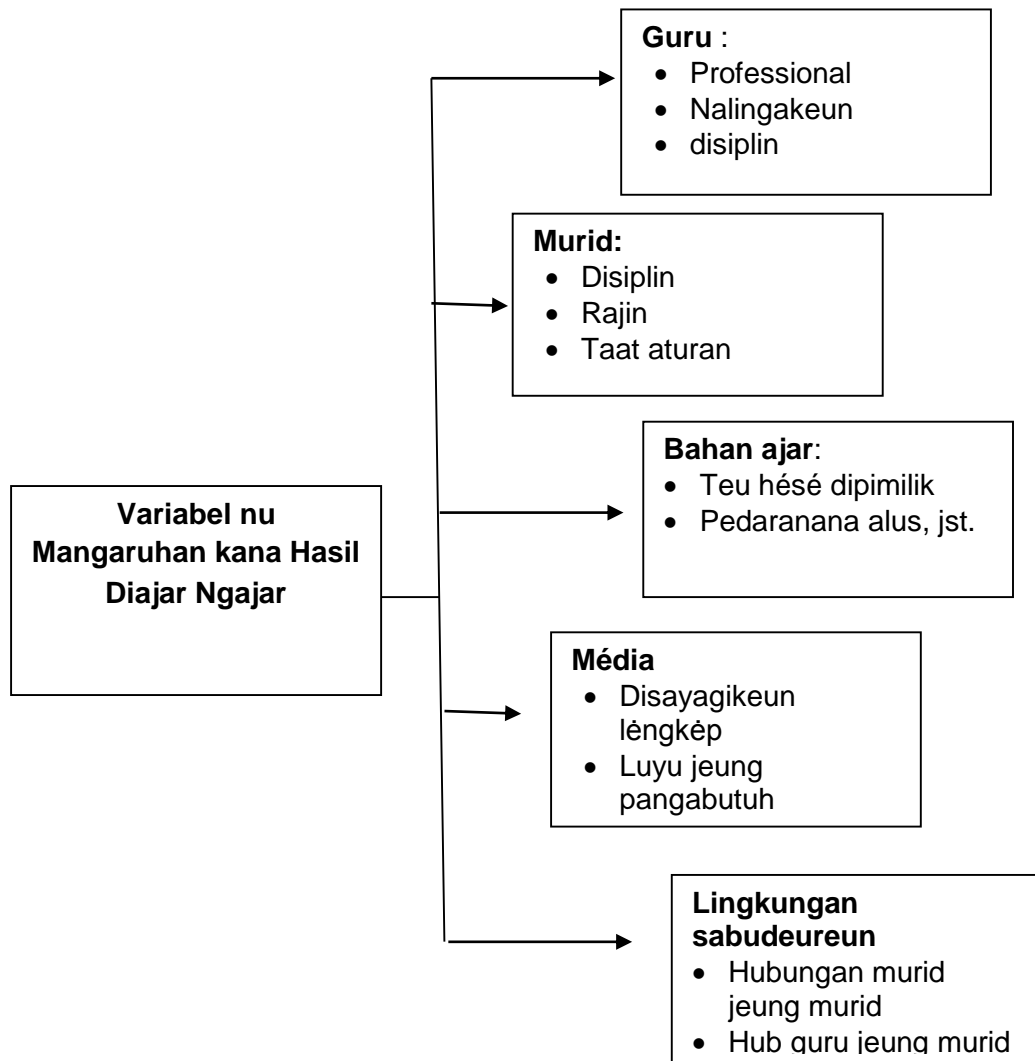 Guru :
• Professional
• Nalingakeun
• disiplin
Murid:
• Disiplin
• Rajin
• Taat aturan
Bahan ajar:
• Teu hésé dipimilik
• Pedaranana alus, jst.
Variabel nu
Mangaruhan kana Hasil
Diajar Ngajar
Média
• Disayagikeun
lėngkėp
• Luyu jeung
pangabutuh
Lingkungan
sabudeureun
• Hubungan murid
jeung murid
• Hub guru jeung murid